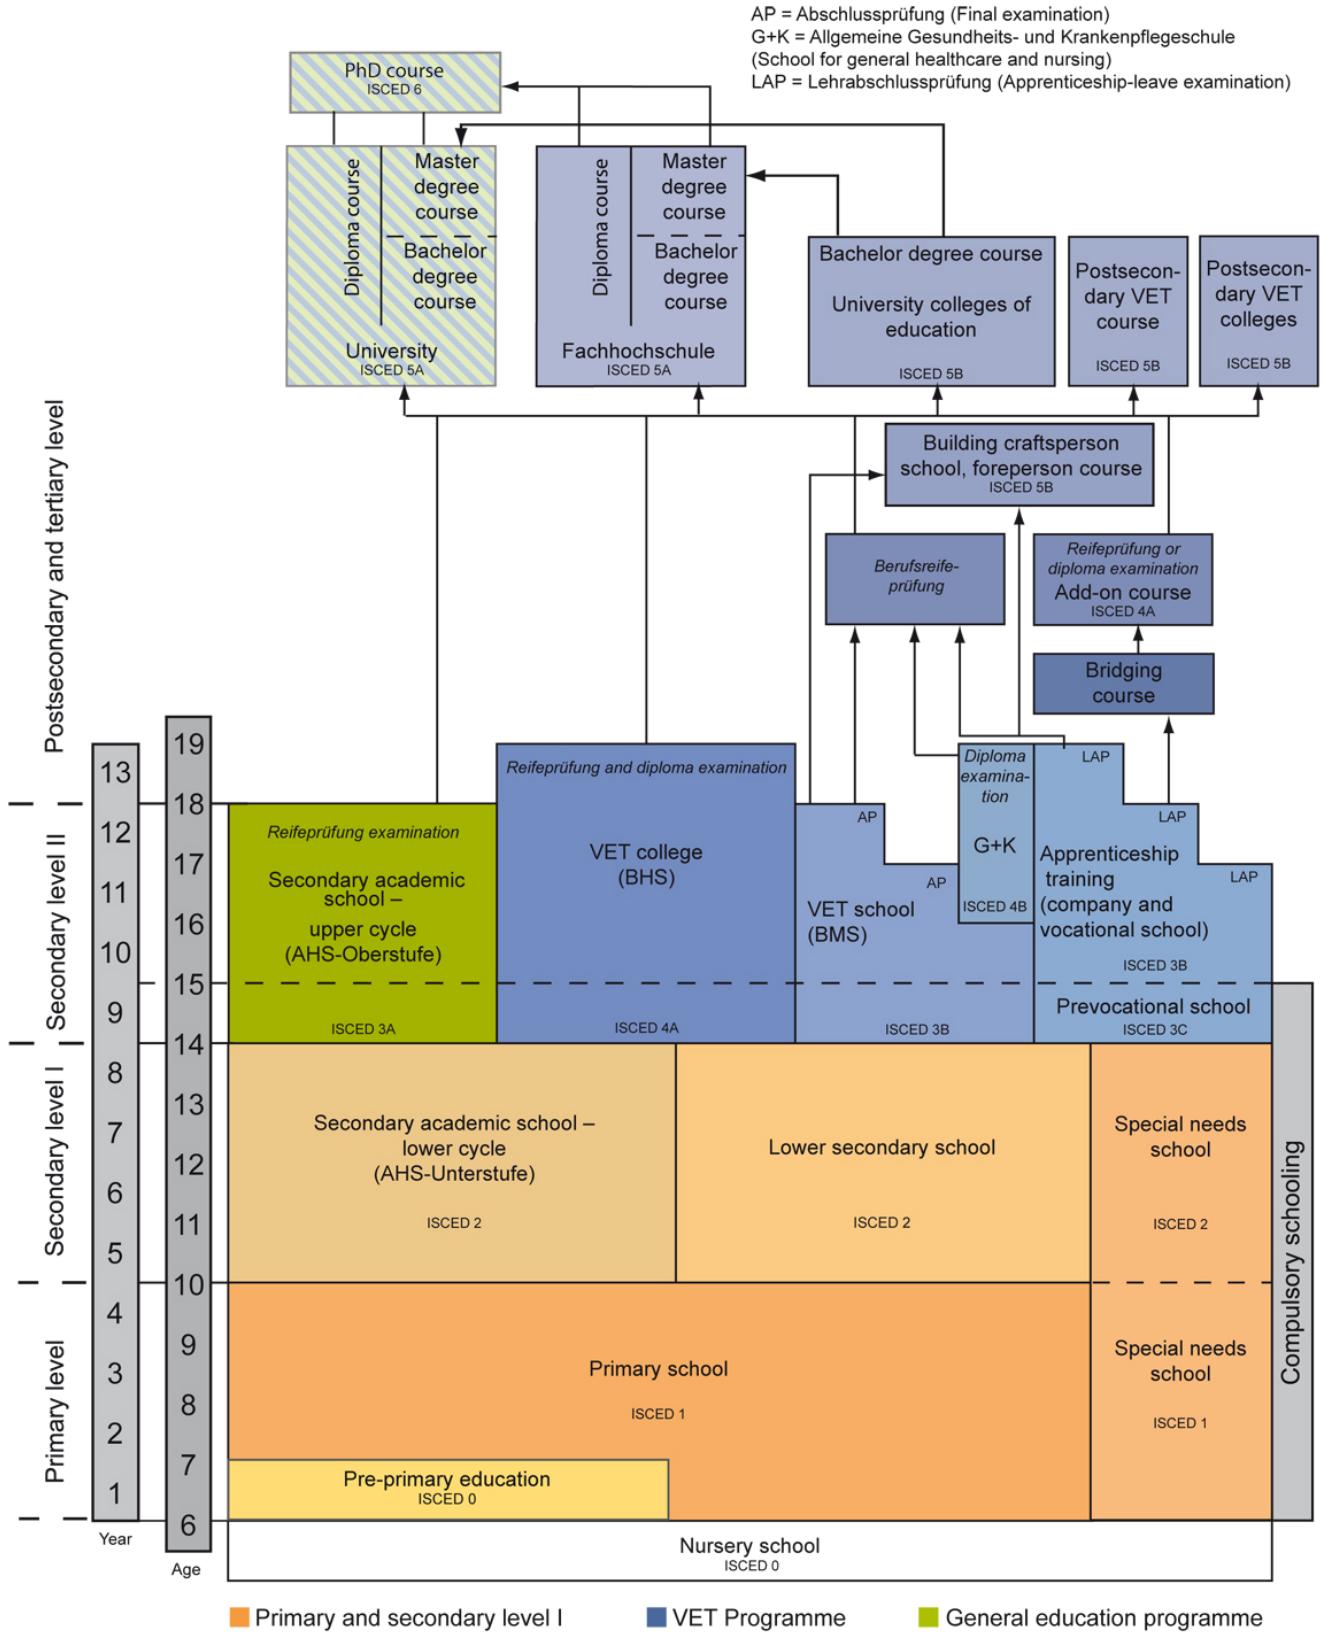 AP = Abschlussprüfung (Final examination)
G+K = Allgemeine Gesundheits- und Krankenpflegeschule
(School for general healthcare and nursing)
LAP = Lehrabschlussprüfung (Apprenticeship-leave examination)
PhD course
ISCED 6
Diploma course
Master
degree
course
Bachelor
degree
course
University
ISCED 5A
Diploma course
Master
degree
course
Bachelor
degree
course
Fachhochschule
ISCED 5A
Bachelor degree course
University colleges of
education
ISCED 5B
Postsecon-
dary VET
course
ISCED 5B
Postsecon-
dary VET
colleges
ISCED 5B
Building craftsperson
school, foreperson course
ISCED 5B
Berufsreife-
prüfung
Reifeprüfung or
diploma examination
Add-on course
ISCED 4A
Bridging
course
Postsecondary and tertiary level
Secondary level II
Secondary level I
Primary level
13
12
11
10
9
8
7
6
5
4
3
2
1
Year
19
18
17
16
15
14
13
12
11
10
9
8
7
6
Age
Reifeprüfung examination
Secondary academic
school –
upper cycle
(AHS-Oberstufe)
ISCED 3A
Reifeprüfung and diploma examination
VET college
(BHS)
ISCED 4A
AP
AP
VET school
(BMS)
ISCED 3B
Diploma
examina-
tion
G+K
ISCED 4B
LAP
LAP
LAP
Apprenticeship
training
(company and
vocational school)
ISCED 3B
Prevocational school
ISCED 3C
Secondary academic school –
lower cycle
(AHS-Unterstufe)
ISCED 2
Lower secondary school
ISCED 2
Special needs
school
ISCED 2
Primary school
ISCED 1
Special needs
school
ISCED 1
Pre-primary education
ISCED 0
Nursery school
ISCED 0
Compulsory schooling
Primary and secondary level I
VET Programme
General education programme